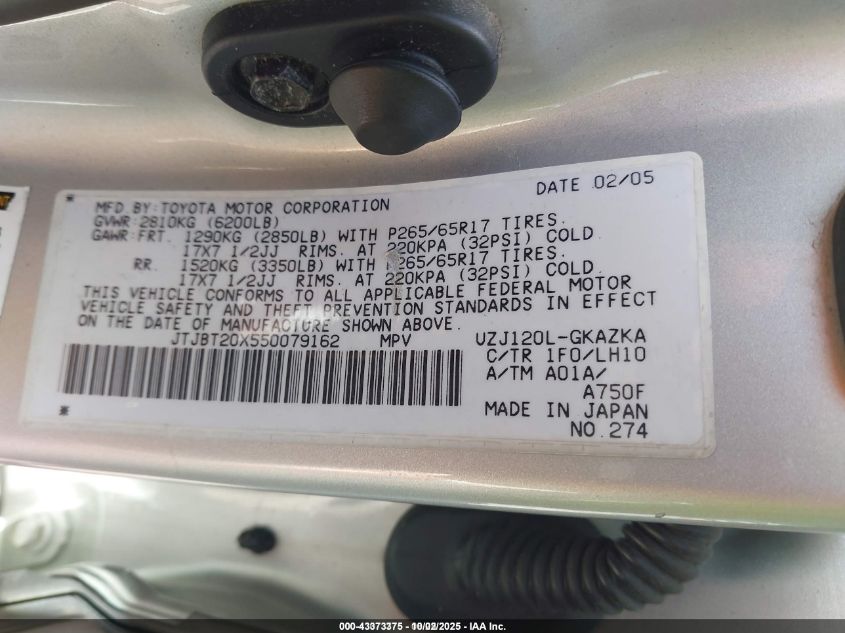 DATE 02/05
MFD BY:TOYOTA MOTOR CORPORATION
GVWR:2810KG (6200LB)
GAWR:FRT. 1290KG (2850LB) WITH P265/65R17 TIRES.
17X7 1/2JJ RIMS. AT 220KPA (32PSI) COLD.
RR. 1520KG (3350LB) WITH P265/65R17 TIRES.
17X7 1/2JJ RIMS. AT 220KPA (32PSI) COLD.
THIS VEHICLE CONFORMS TO ALL APPLICABLE FEDERAL MOTOR
VEHICLE SAFETY AND THEFT PREVENTION STANDARDS IN EFFECT
ON THE DATE OF MANUFACTURE SHOWN ABOVE.
JTJBT20X550079162 MPV UZJ120L-GKAZKA
C/TR 1F0/LH10
A/TM A01A/
A750F
MADE IN JAPAN
NO.274
000-43373375 - 10/02/2025 - IAA Inc.